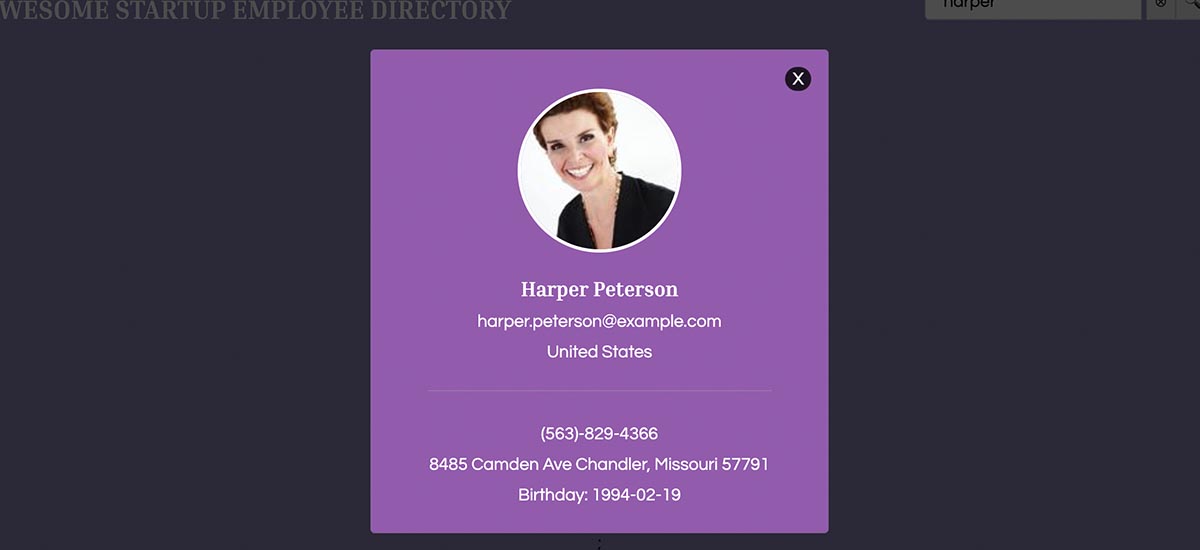 WESOME STARTUP EMPLOYEE DIRECTORY
harper
X
Harper Peterson
harper.peterson@example.com
United States
(563)-829-4366
8485 Camden Ave Chandler, Missouri 57791
Birthday: 1994-02-19